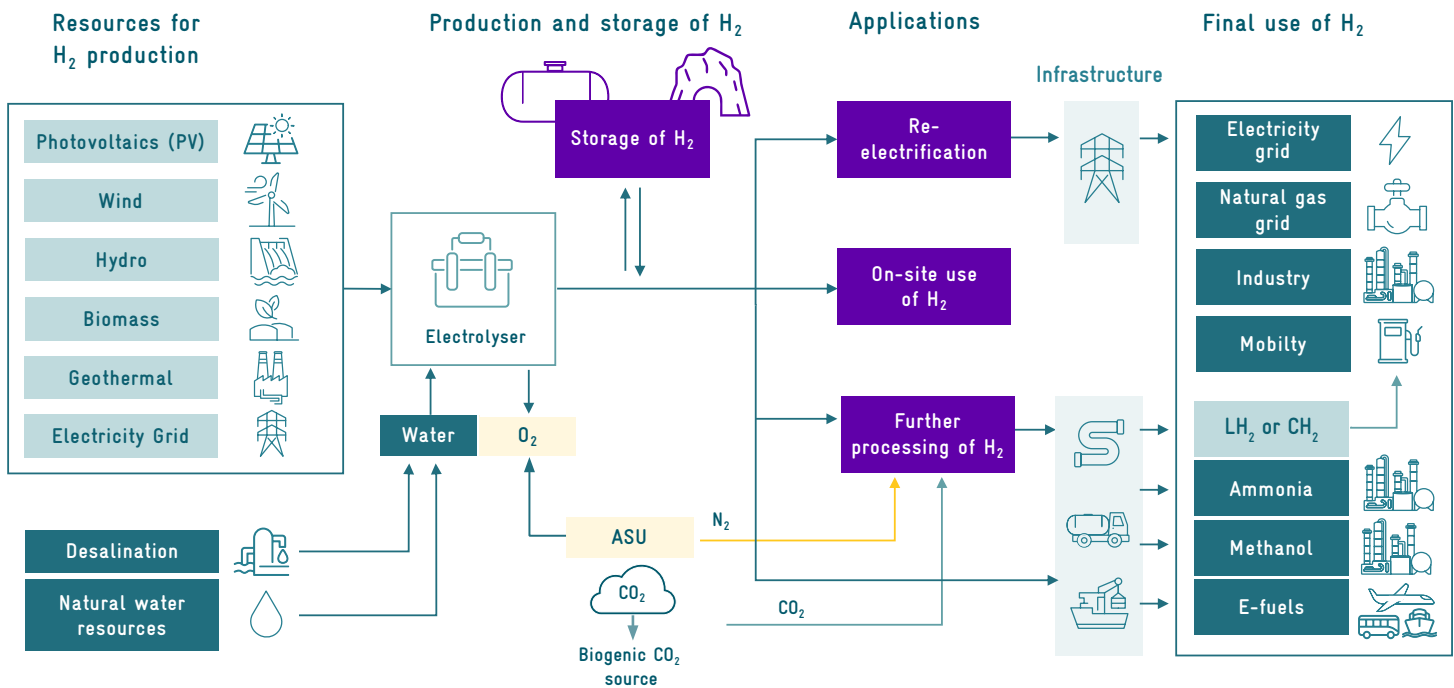 Resources for
H₂ production
Production and storage of H₂
Applications
Final use of H₂
Infrastructure
Photovoltaics (PV)
Wind
Hydro
Biomass
Geothermal
Electricity Grid
Desalination
Natural water
resources
Storage of H₂
Electrolyser
Water
O₂
ASU
N₂
CO₂
CO₂
Biogenic CO₂
source
Re-
electrification
On-site use
of H₂
Further
processing of H₂
Electricity
grid
Natural gas
grid
Industry
Mobilty
LH₂ or CH₂
Ammonia
Methanol
E-fuels